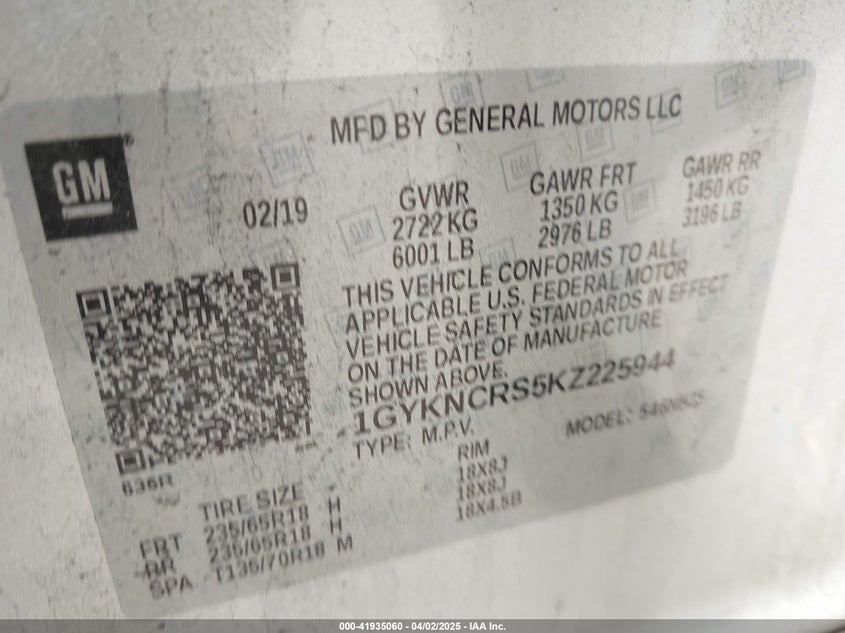 MFD BY GENERAL MOTORS LLC
GM
02/19
GVWR
2722 KG
6001 LB
GAWR FRT
1350 KG
2976 LB
GAWR RR
1450 KG
3196 LB
THIS VEHICLE CONFORMS TO ALL
APPLICABLE U.S. FEDERAL MOTOR
VEHICLE SAFETY STANDARDS IN EFFECT
ON THE DATE OF MANUFACTURE
SHOWN ABOVE.
1GYKNCRS5KZ225944
TYPE: M.P.V.
MODEL:
636R
TIRE SIZE
RIM
FRT 235/65R18 H 18X8J
RR 235/65R18 H 18X8J
SPA T135/70R18 M 18X4.5B
000-41935060 - 04/02/2025 - IAA Inc.